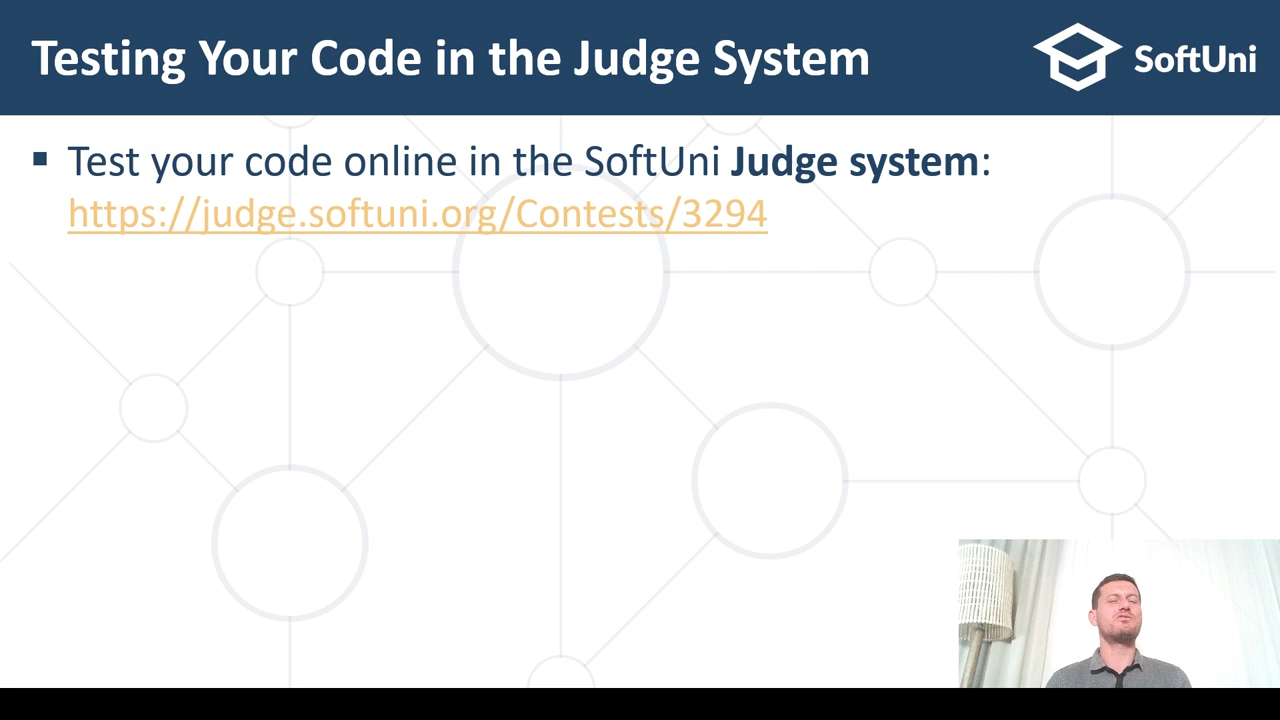 Testing Your Code in the Judge System
SoftUni
▪ Test your code online in the SoftUni Judge system:
https://judge.softuni.org/Contests/3294